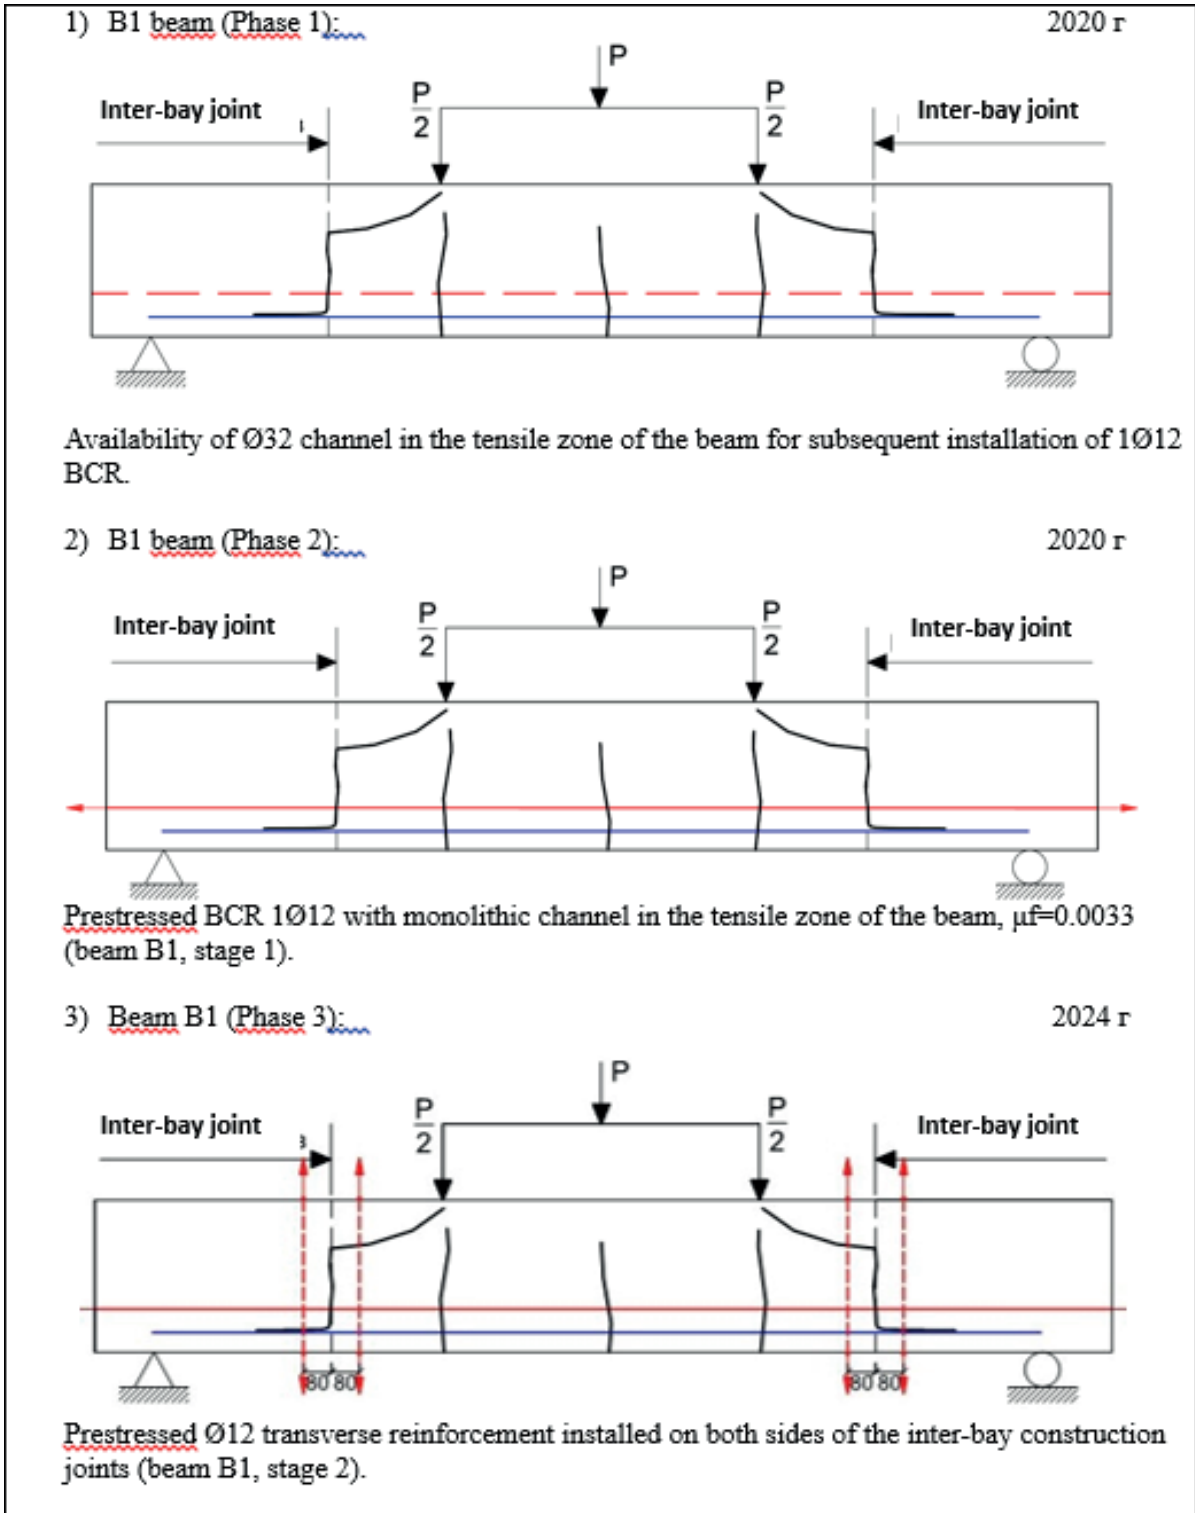 1) B1 beam (Phase 1): 2020 г
P
P/2 P/2
Inter-bay joint Inter-bay joint
Availability of Ø32 channel in the tensile zone of the beam for subsequent installation of 1Ø12
BCR.
2) B1 beam (Phase 2): 2020 г
P
P/2 P/2
Inter-bay joint Inter-bay joint
Prestressed BCR 1Ø12 with monolithic channel in the tensile zone of the beam, µf=0.0033
(beam B1, stage 1).
3) Beam B1 (Phase 3): 2024 г
P
P/2 P/2
Inter-bay joint Inter-bay joint
80 80 80 80
Prestressed Ø12 transverse reinforcement installed on both sides of the inter-bay construction
joints (beam B1, stage 2).